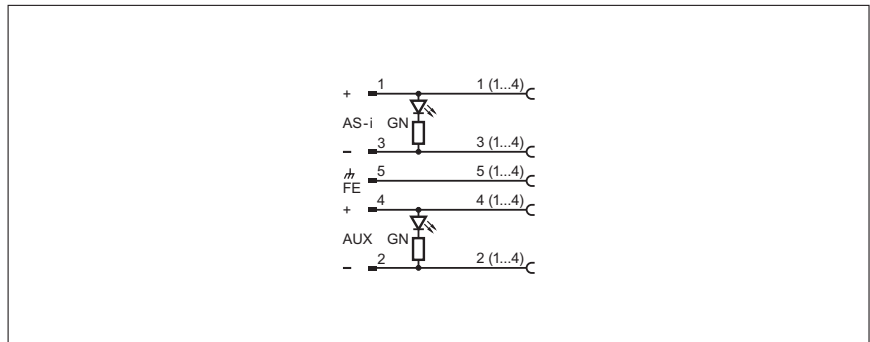 1 1 (1...4)
+
AS-i GN
– 3 3 (1...4)
5 5 (1...4)
FE
+ 4 4 (1...4)
AUX GN
– 2 2 (1...4)